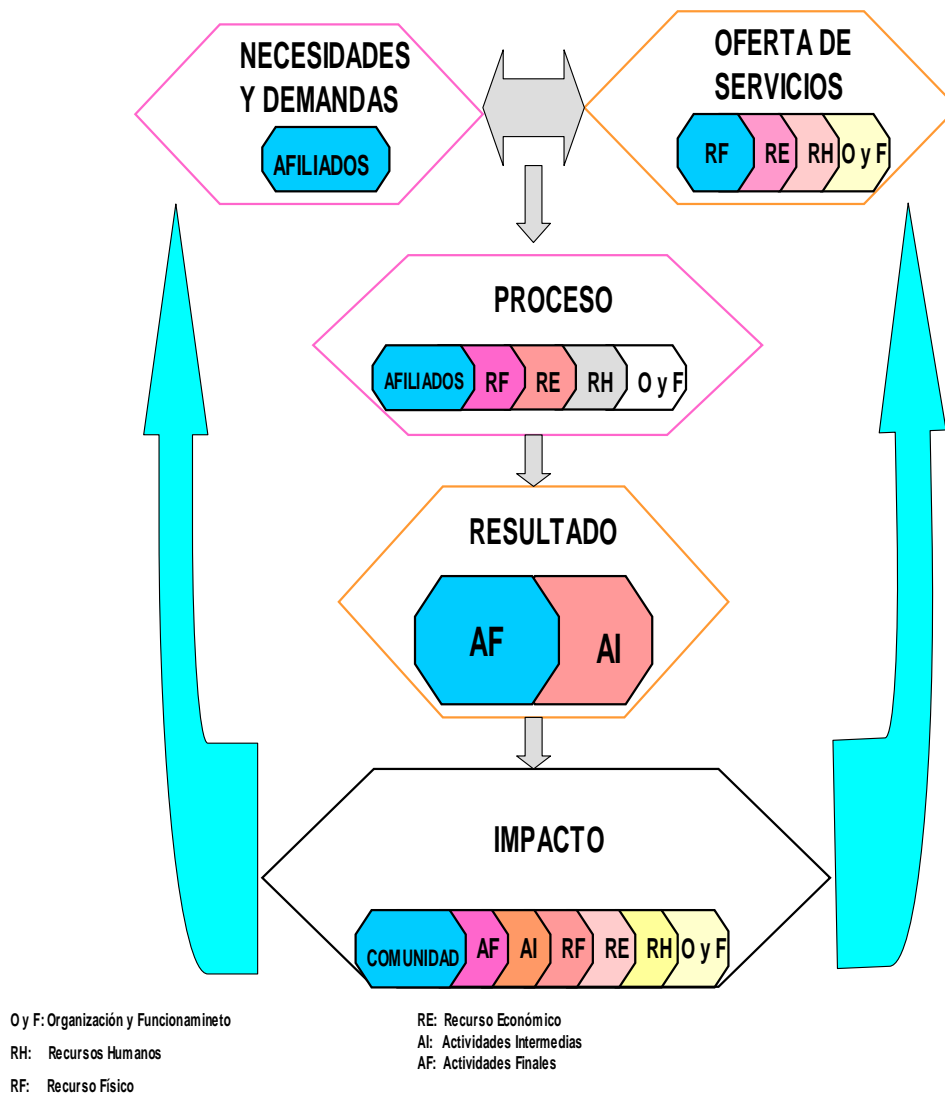 NECESIDADES
Y DEMANDAS
AFILIADOS
OFERTA DE
SERVICIOS
RF RE RH O y F
PROCESO
AFILIADOS RF RE RH O y F
RESULTADO
AF AI
IMPACTO
COMUNIDAD AF AI RF RE RH O y F
O y F: Organización y Funcionamineto
RH: Recursos Humanos
RF: Recurso Físico
RE: Recurso Económico
AI: Actividades Intermedias
AF: Actividades Finales